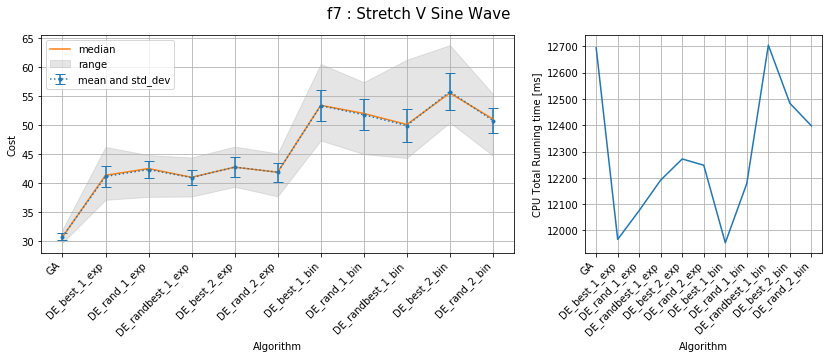 f7 : Stretch V Sine Wave
65
60
55
50
45
40
35
30
Cost
median
range
mean and std_dev
GA
DE_best_1_exp
DE_rand_1_exp
DE_randbest_1_exp
DE_best_2_exp
DE_rand_2_exp
DE_best_1_bin
DE_rand_1_bin
DE_randbest_1_bin
DE_best_2_bin
DE_rand_2_bin
Algorithm
12700
12600
12500
12400
12300
12200
12100
12000
CPU Total Running time [ms]
GA
DE_best_1_exp
DE_rand_1_exp
DE_randbest_1_exp
DE_best_2_exp
DE_rand_2_exp
DE_best_1_bin
DE_rand_1_bin
DE_randbest_1_bin
DE_best_2_bin
DE_rand_2_bin
Algorithm